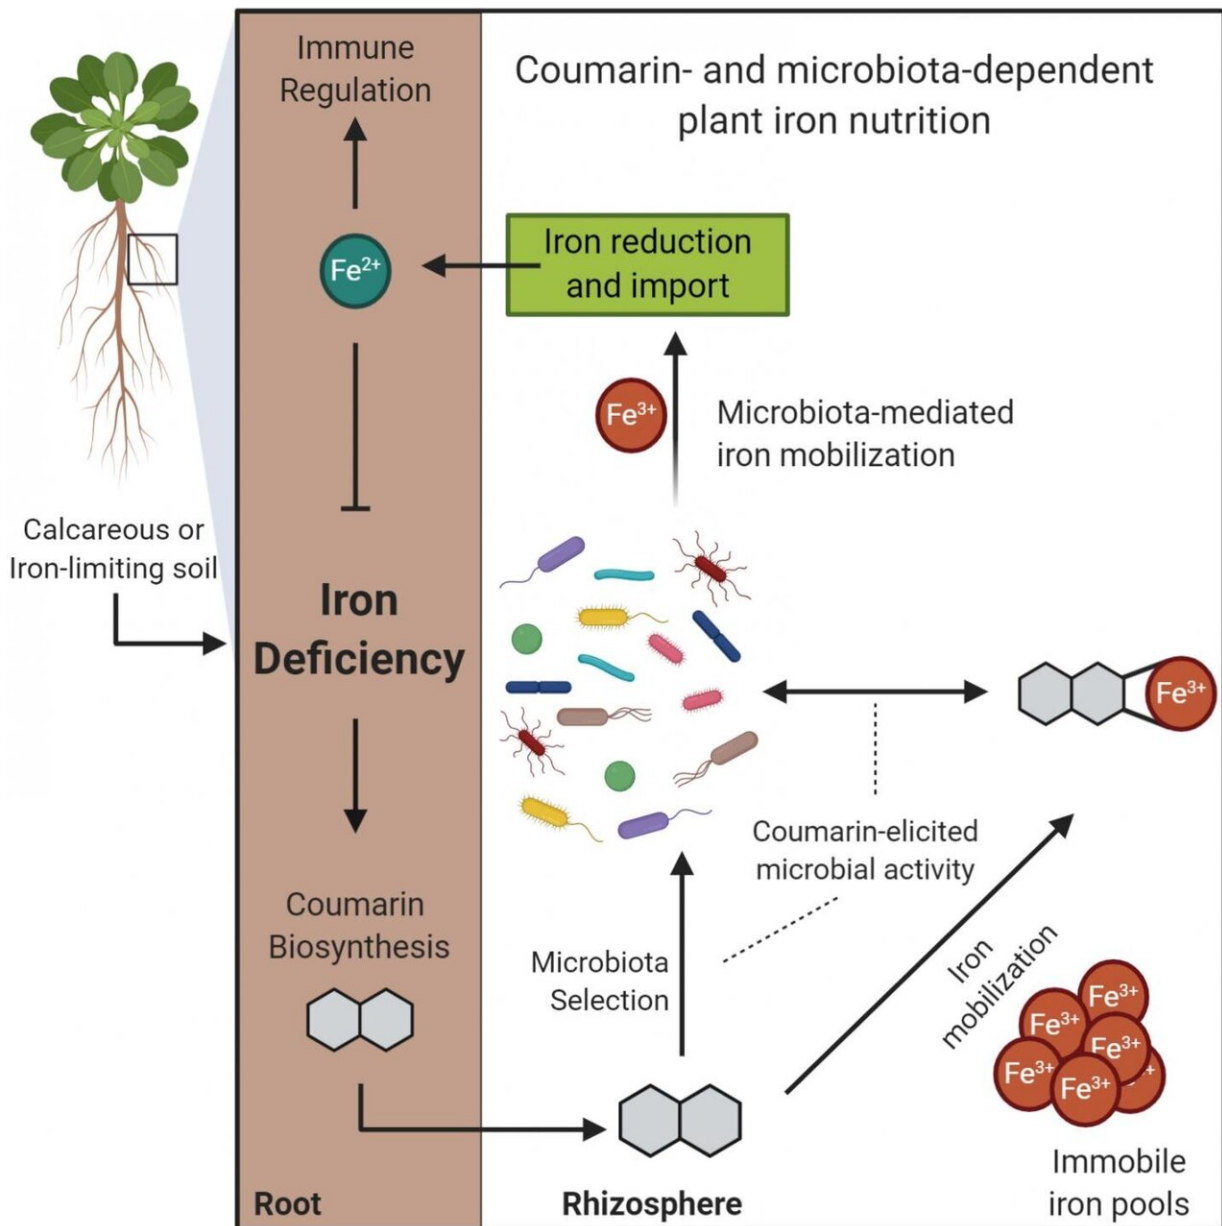 Immune
Regulation
Coumarin- and microbiota-dependent
plant iron nutrition
Fe²⁺
Iron reduction
and import
Fe³⁺
Microbiota-mediated
iron mobilization
Calcareous or
Iron-limiting soil
Iron
Deficiency
Fe³⁺
Coumarin-elicited
microbial activity
Coumarin
Biosynthesis
Microbiota
Selection
Iron
mobilization
Fe³⁺
Fe³⁺
Fe³⁺
Fe³⁺
Fe³⁺
³⁺
Immobile
iron pools
Root
Rhizosphere